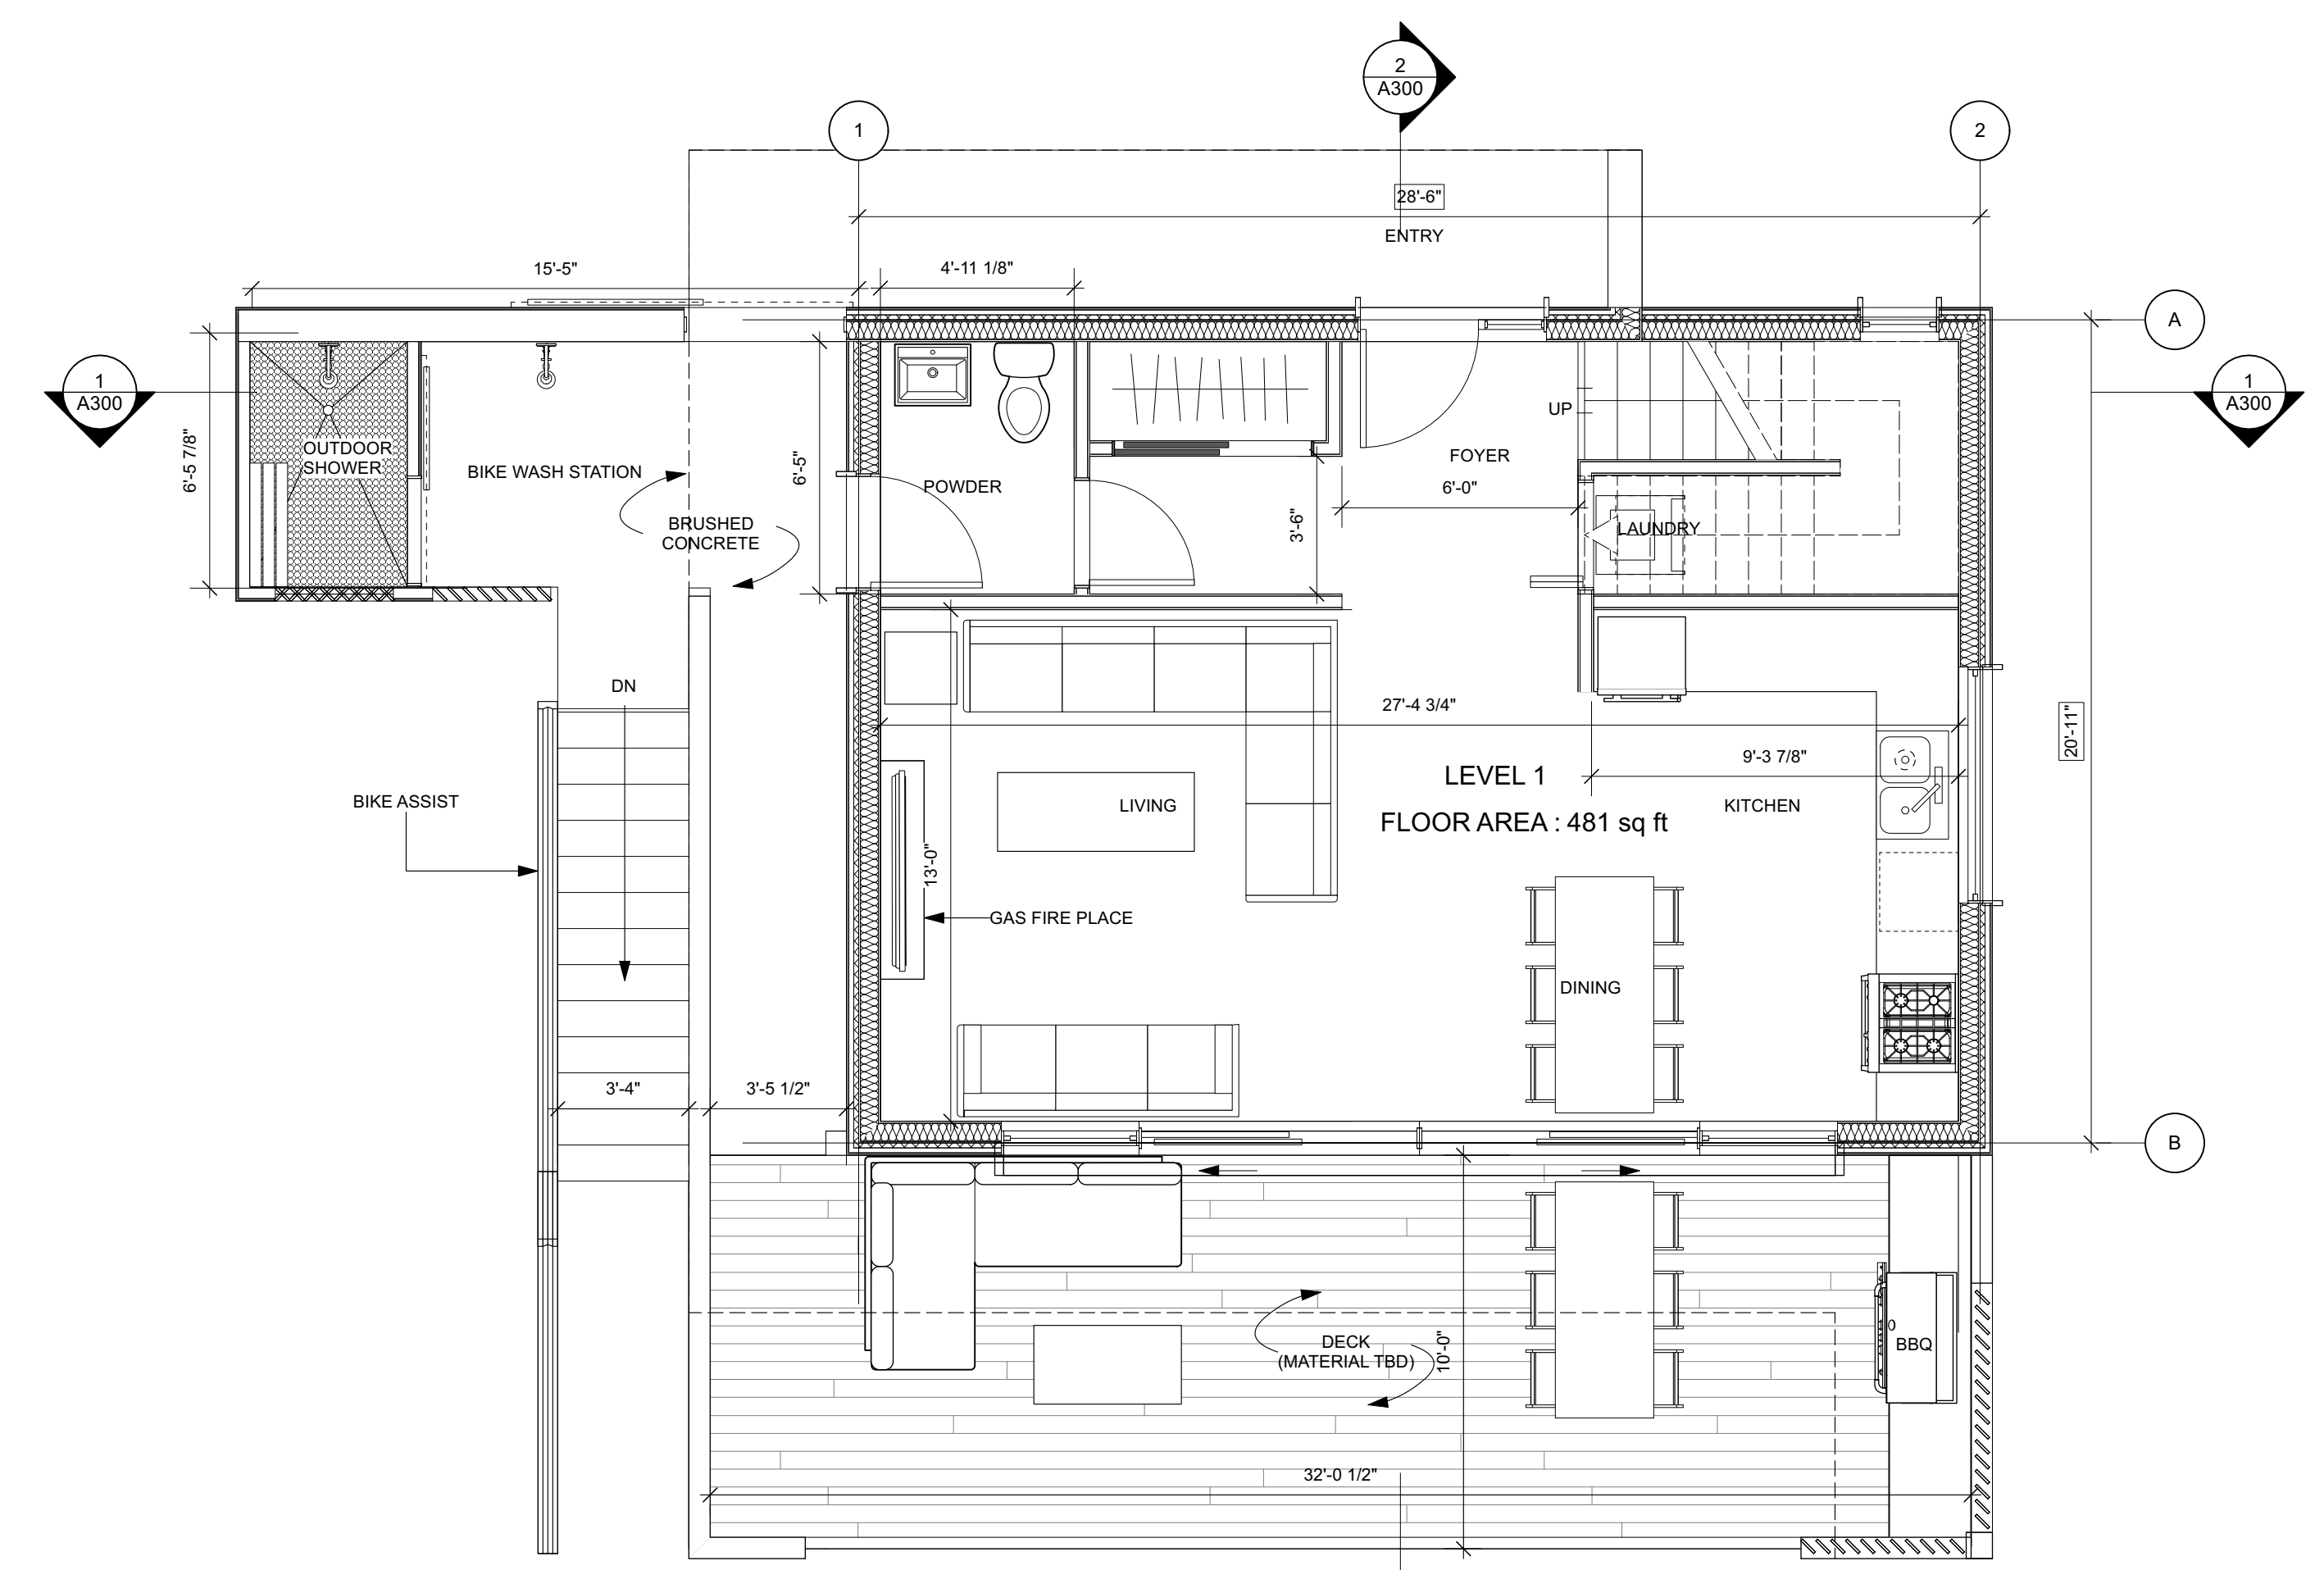 2
A300
1
2
28'-6"
ENTRY
15'-5"
4'-11 1/8"
A
1
A300
1
A300
UP
OUTDOOR
SHOWER
BIKE WASH STATION
6'-5 7/8"
6'-5"
POWDER
FOYER
6'-0"
3'-6"
BRUSHED
CONCRETE
LAUNDRY
DN
27'-4 3/4"
20'-11"
9'-3 7/8"
LEVEL 1
FLOOR AREA : 481 sq ft
BIKE ASSIST
LIVING
KITCHEN
13'-0"
GAS FIRE PLACE
DINING
3'-4"
3'-5 1/2"
B
DECK
(MATERIAL TBD)
10'-0"
BBQ
32'-0 1/2"